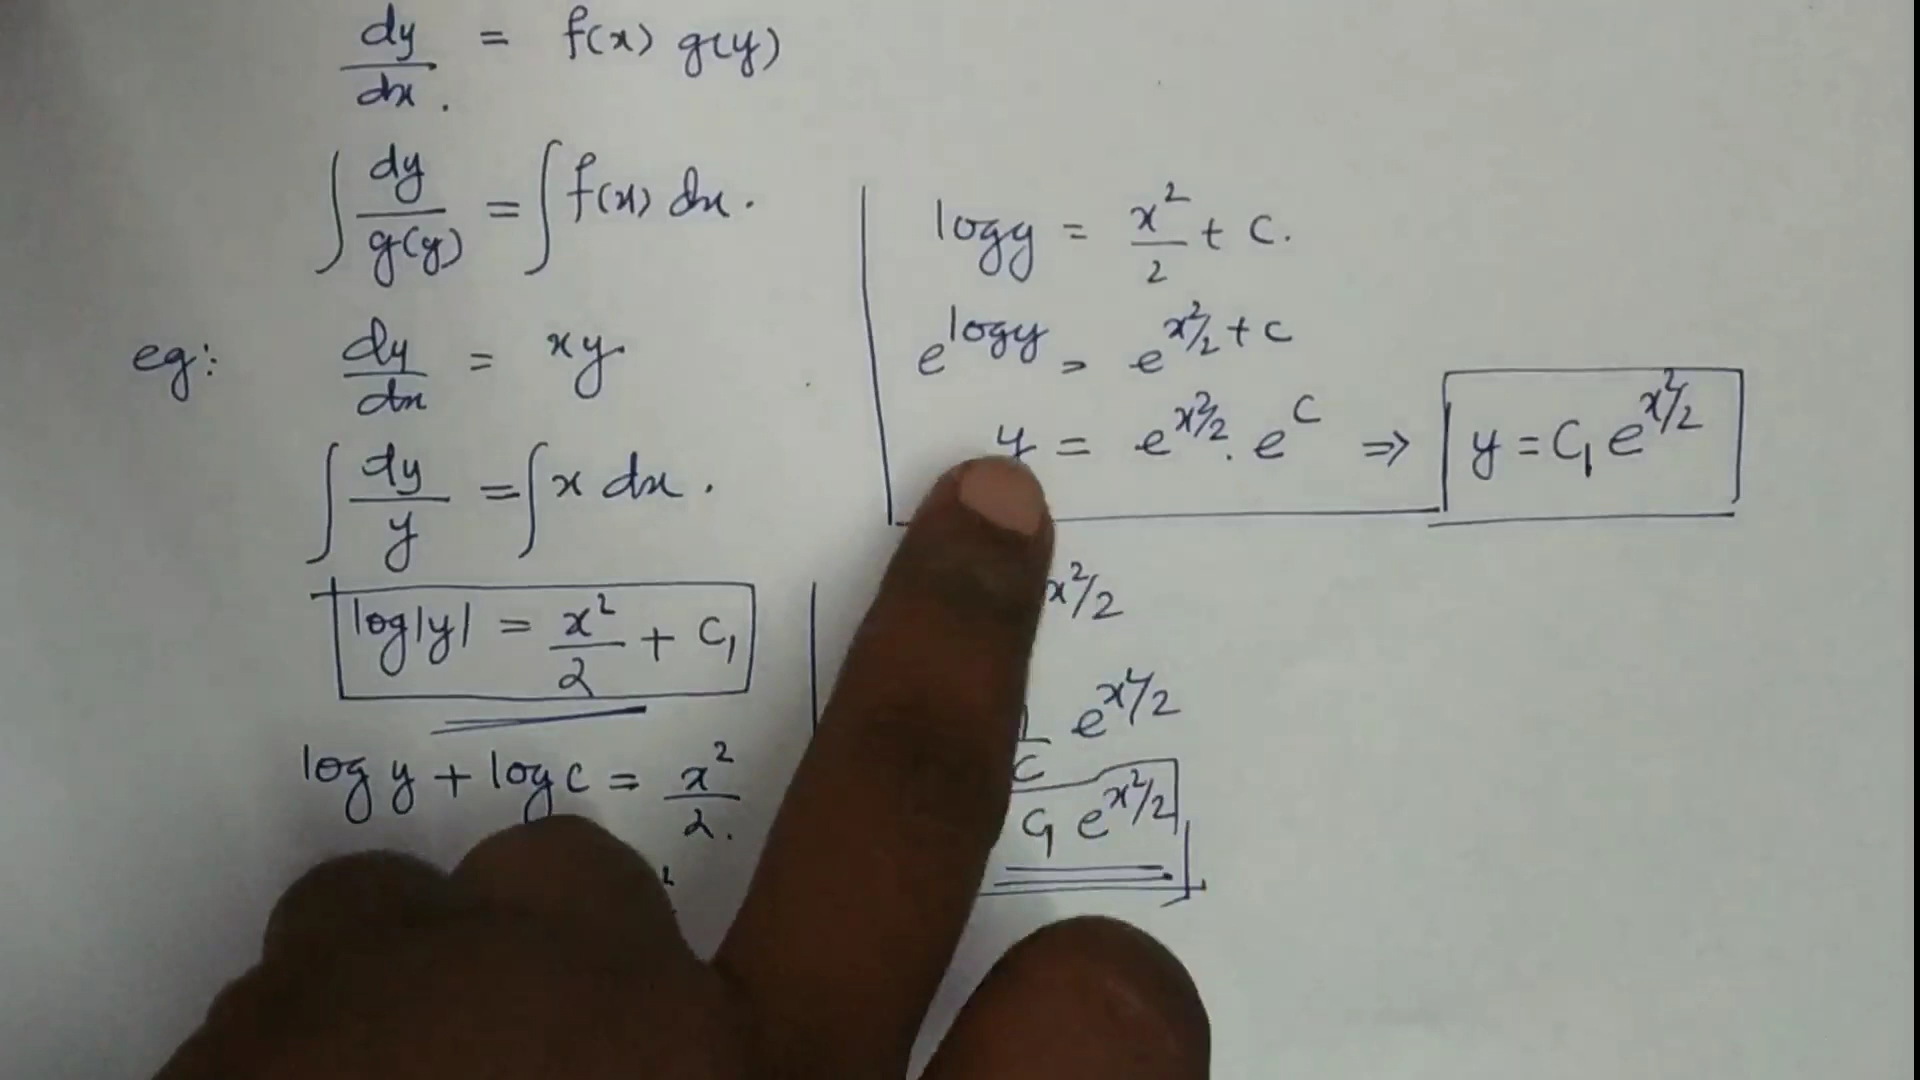 dy/dx = f(x) g(y)
∫ dy/g(y) = ∫ f(x) dx.
eg: dy/dx = xy
∫ dy/y = ∫ x dx.
log|y| = x²/2 + C₁
log y + log c = x²/2.
log y = x²/2 + c.
e^(log y) = e^(x²/2 + c)
y = e^(x²/2) . e^c ⇒ y = C₁ e^(x²/2)
x²/2
1/c e^(x²/2)
C₁ e^(x²/2)